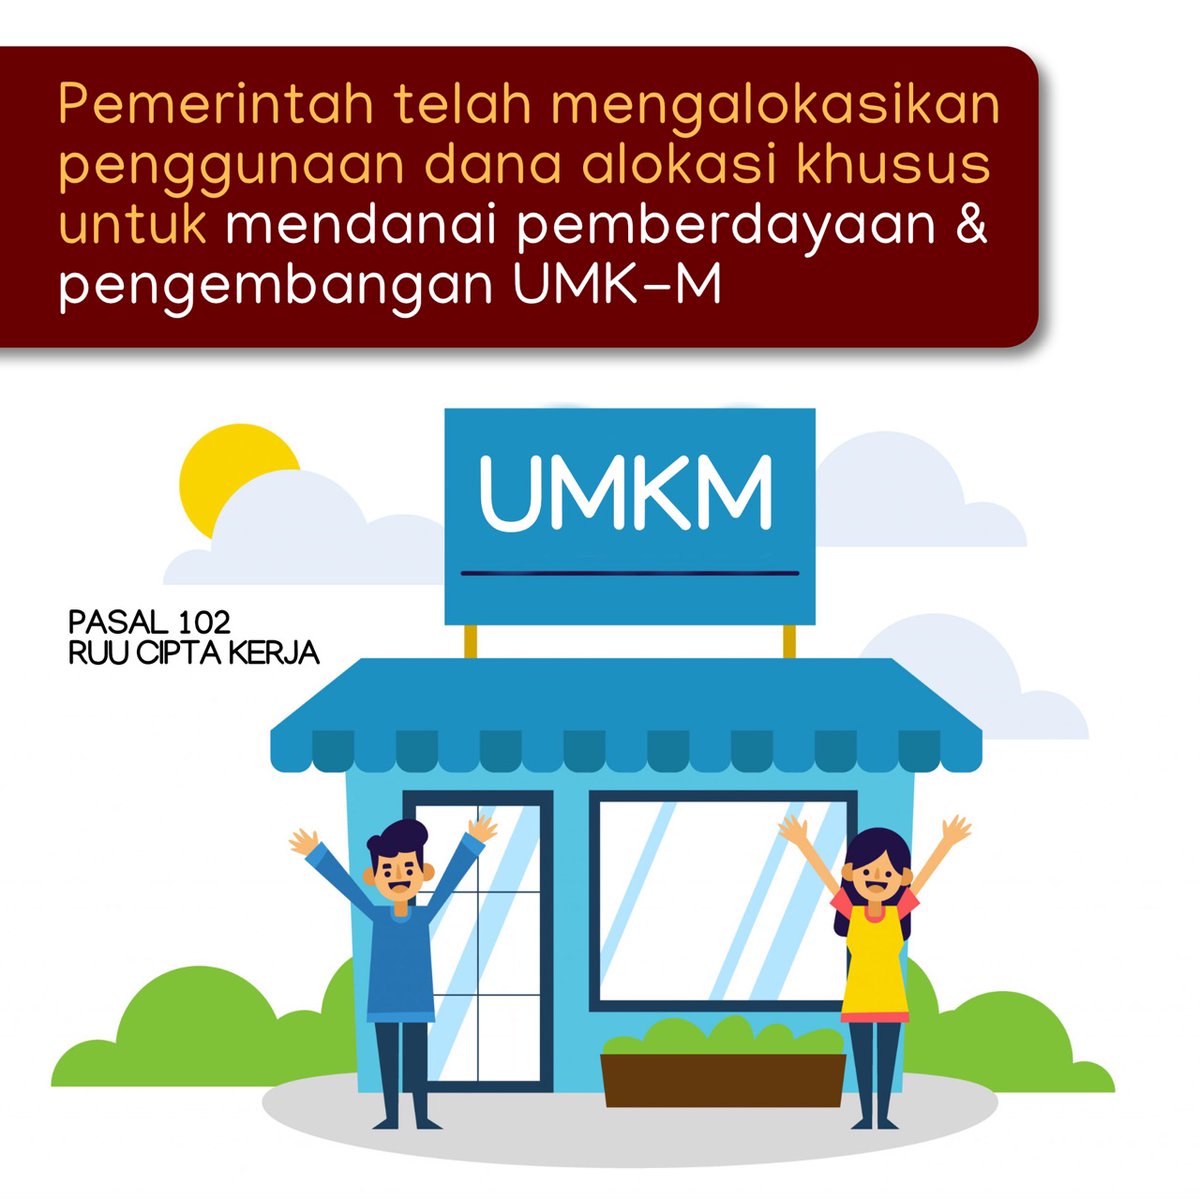 Pemerintah telah mengalokasikan
penggunaan dana alokasi khusus
untuk mendanai pemberdayaan &
pengembangan UMK-M
UMKM
PASAL 102
RUU CIPTA KERJA